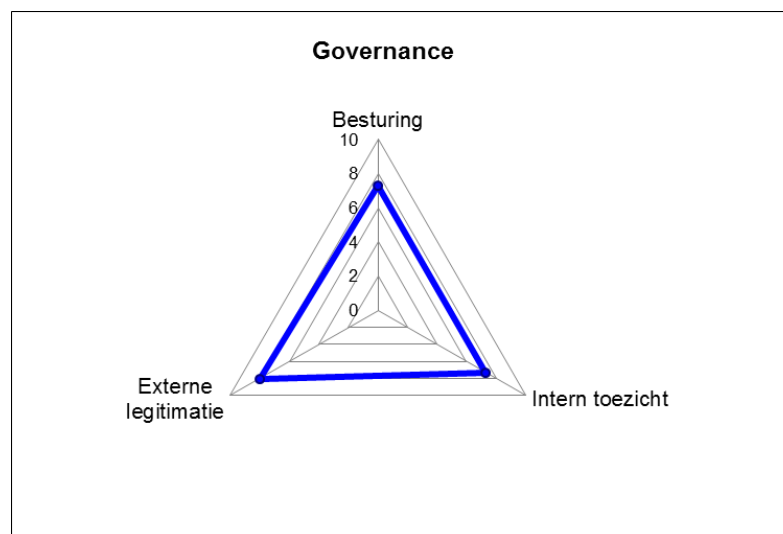 Governance
Besturing
10
8
6
4
2
0
Externe
legitimatie
Intern toezicht